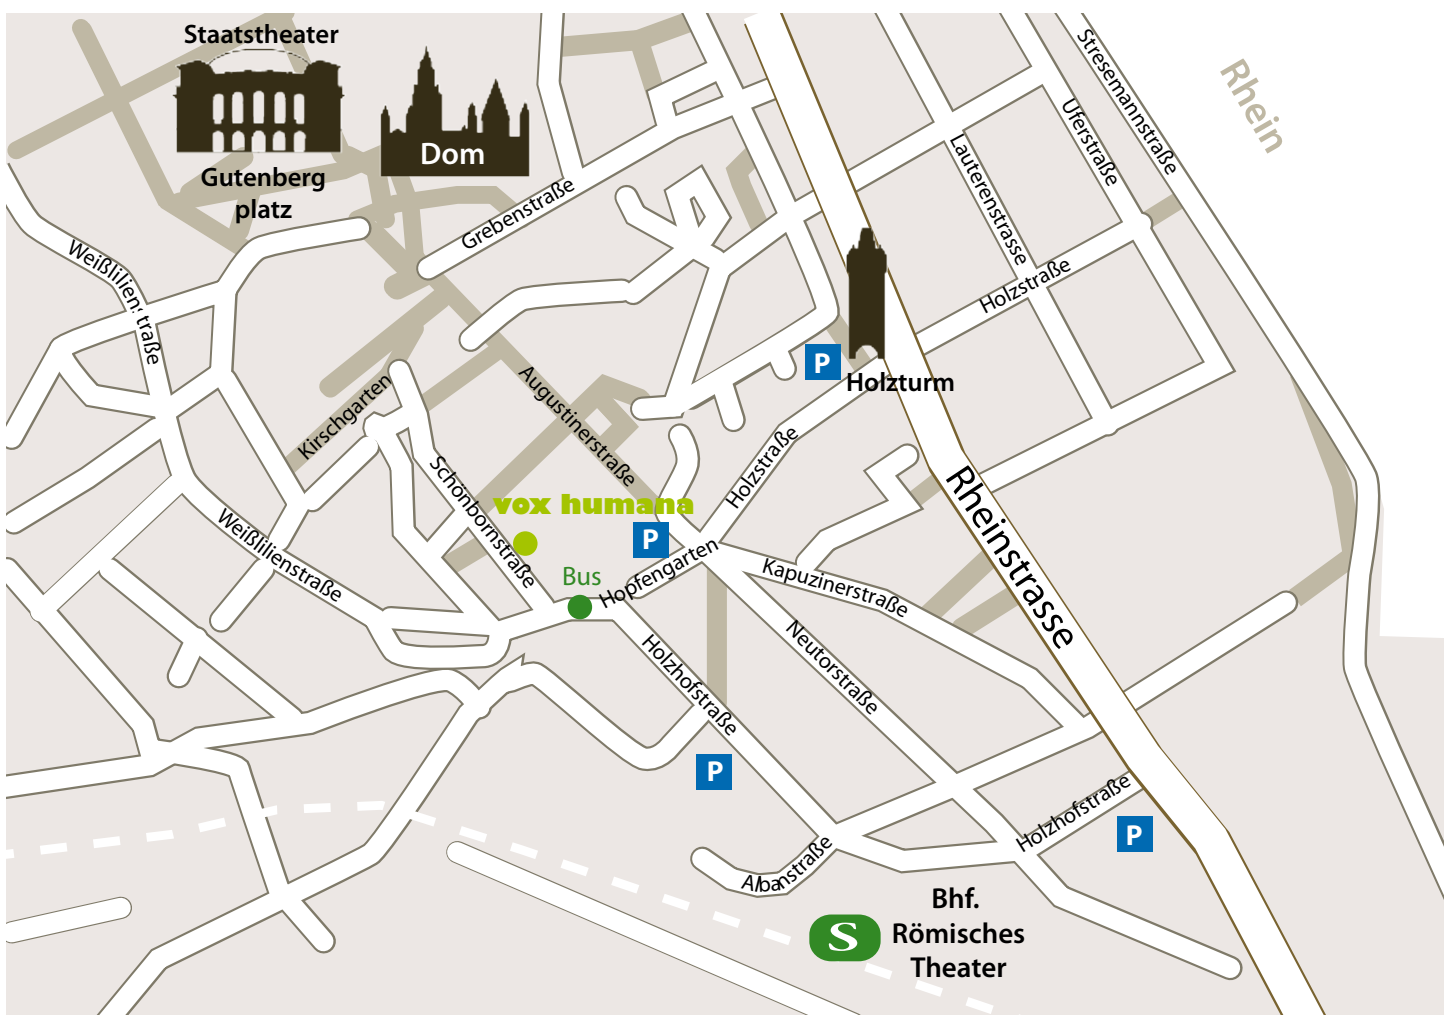 Staatstheater
Gutenberg
platz
Dom
Grebenstraße
Weißlilienstraße
Rhein
Stresemannstraße
Uferstraße
Lauterenstrasse
Holzstraße
P
Holzturm
Kirschgarten
Augustinerstraße
Holzstraße
Schönbornstraße
vox humana
P
Bus
Hopfengarten
Weißlilienstraße
Kapuzinerstraße
Rheinstrasse
Neutorstraße
Holzhofstraße
P
Holzhofstraße
P
Albanstraße
S
Bhf.
Römisches
Theater